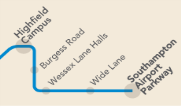 Highfield
Campus
Burgess Road
Wessex Lane Halls
Wide Lane
Southampton
Airport
Parkway